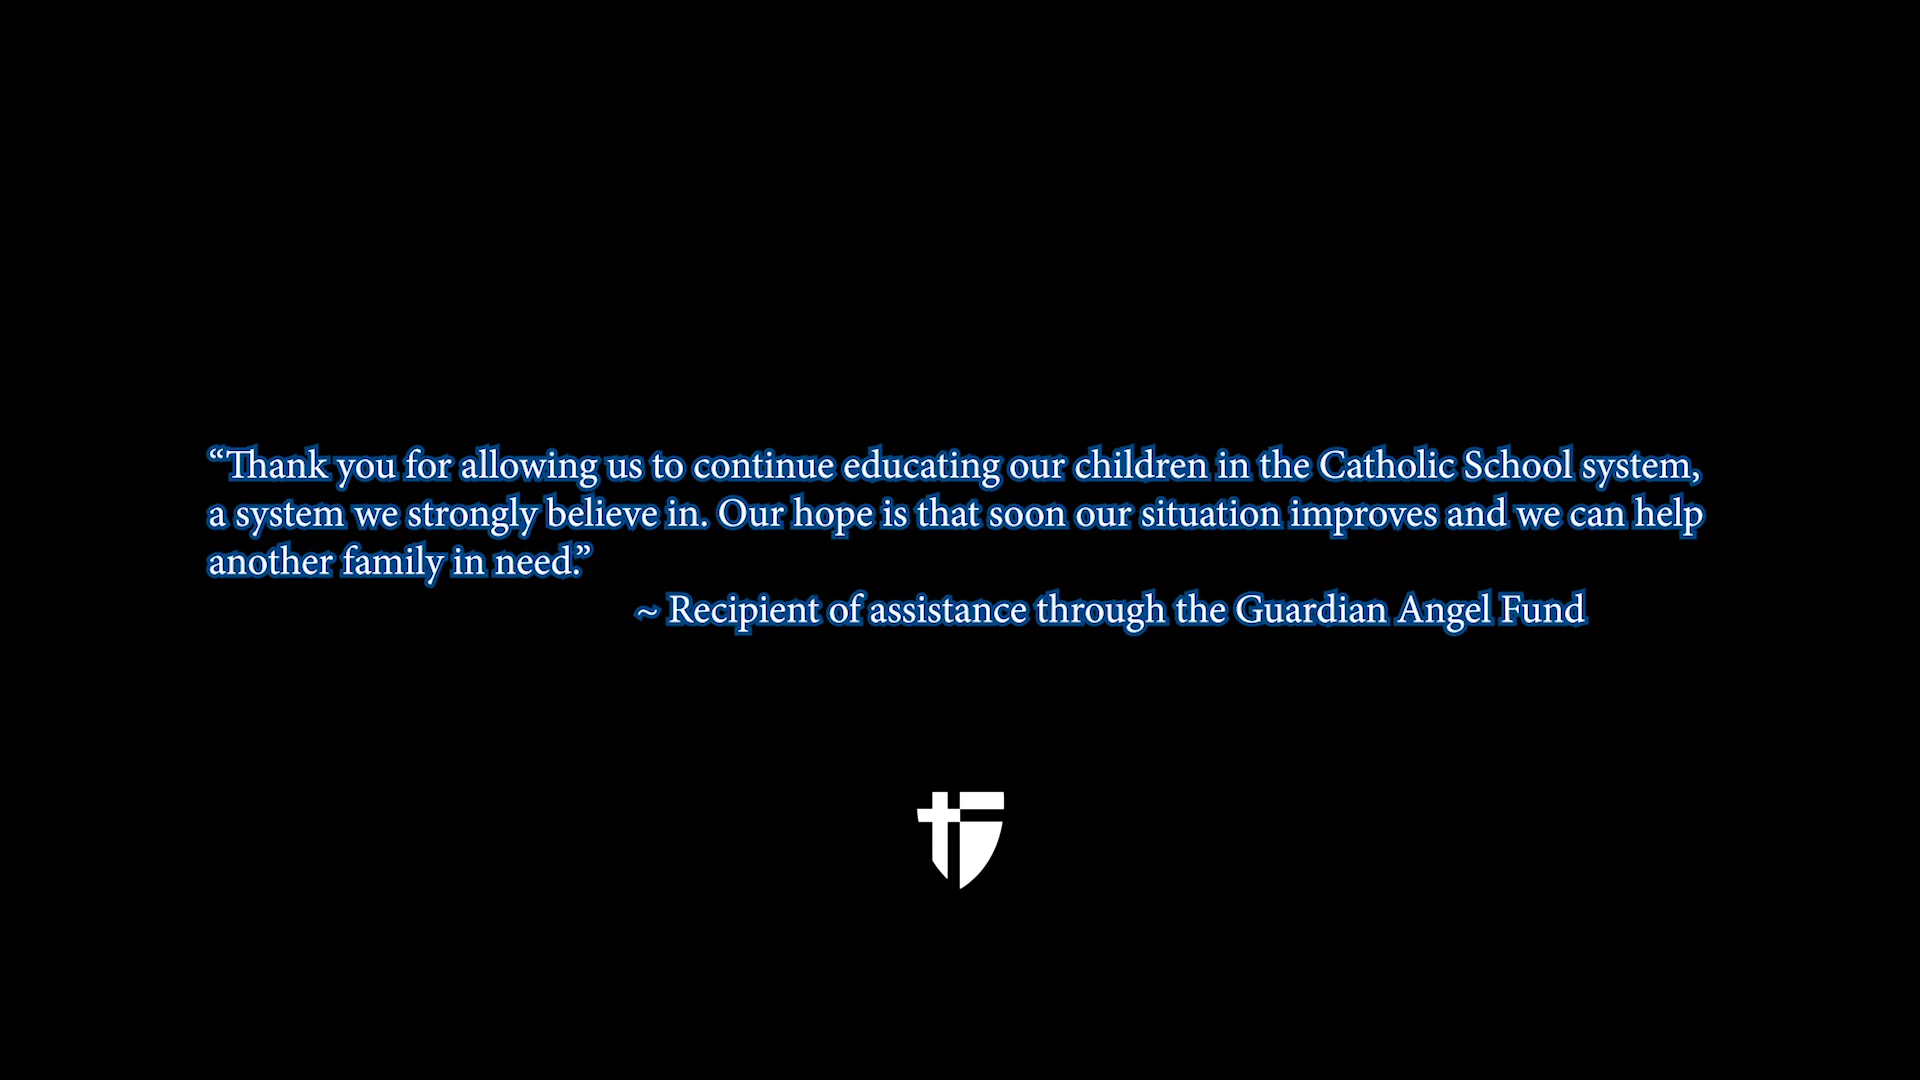 “Thank you for allowing us to continue educating our children in the Catholic School system,
a system we strongly believe in. Our hope is that soon our situation improves and we can help
another family in need.”
~ Recipient of assistance through the Guardian Angel Fund